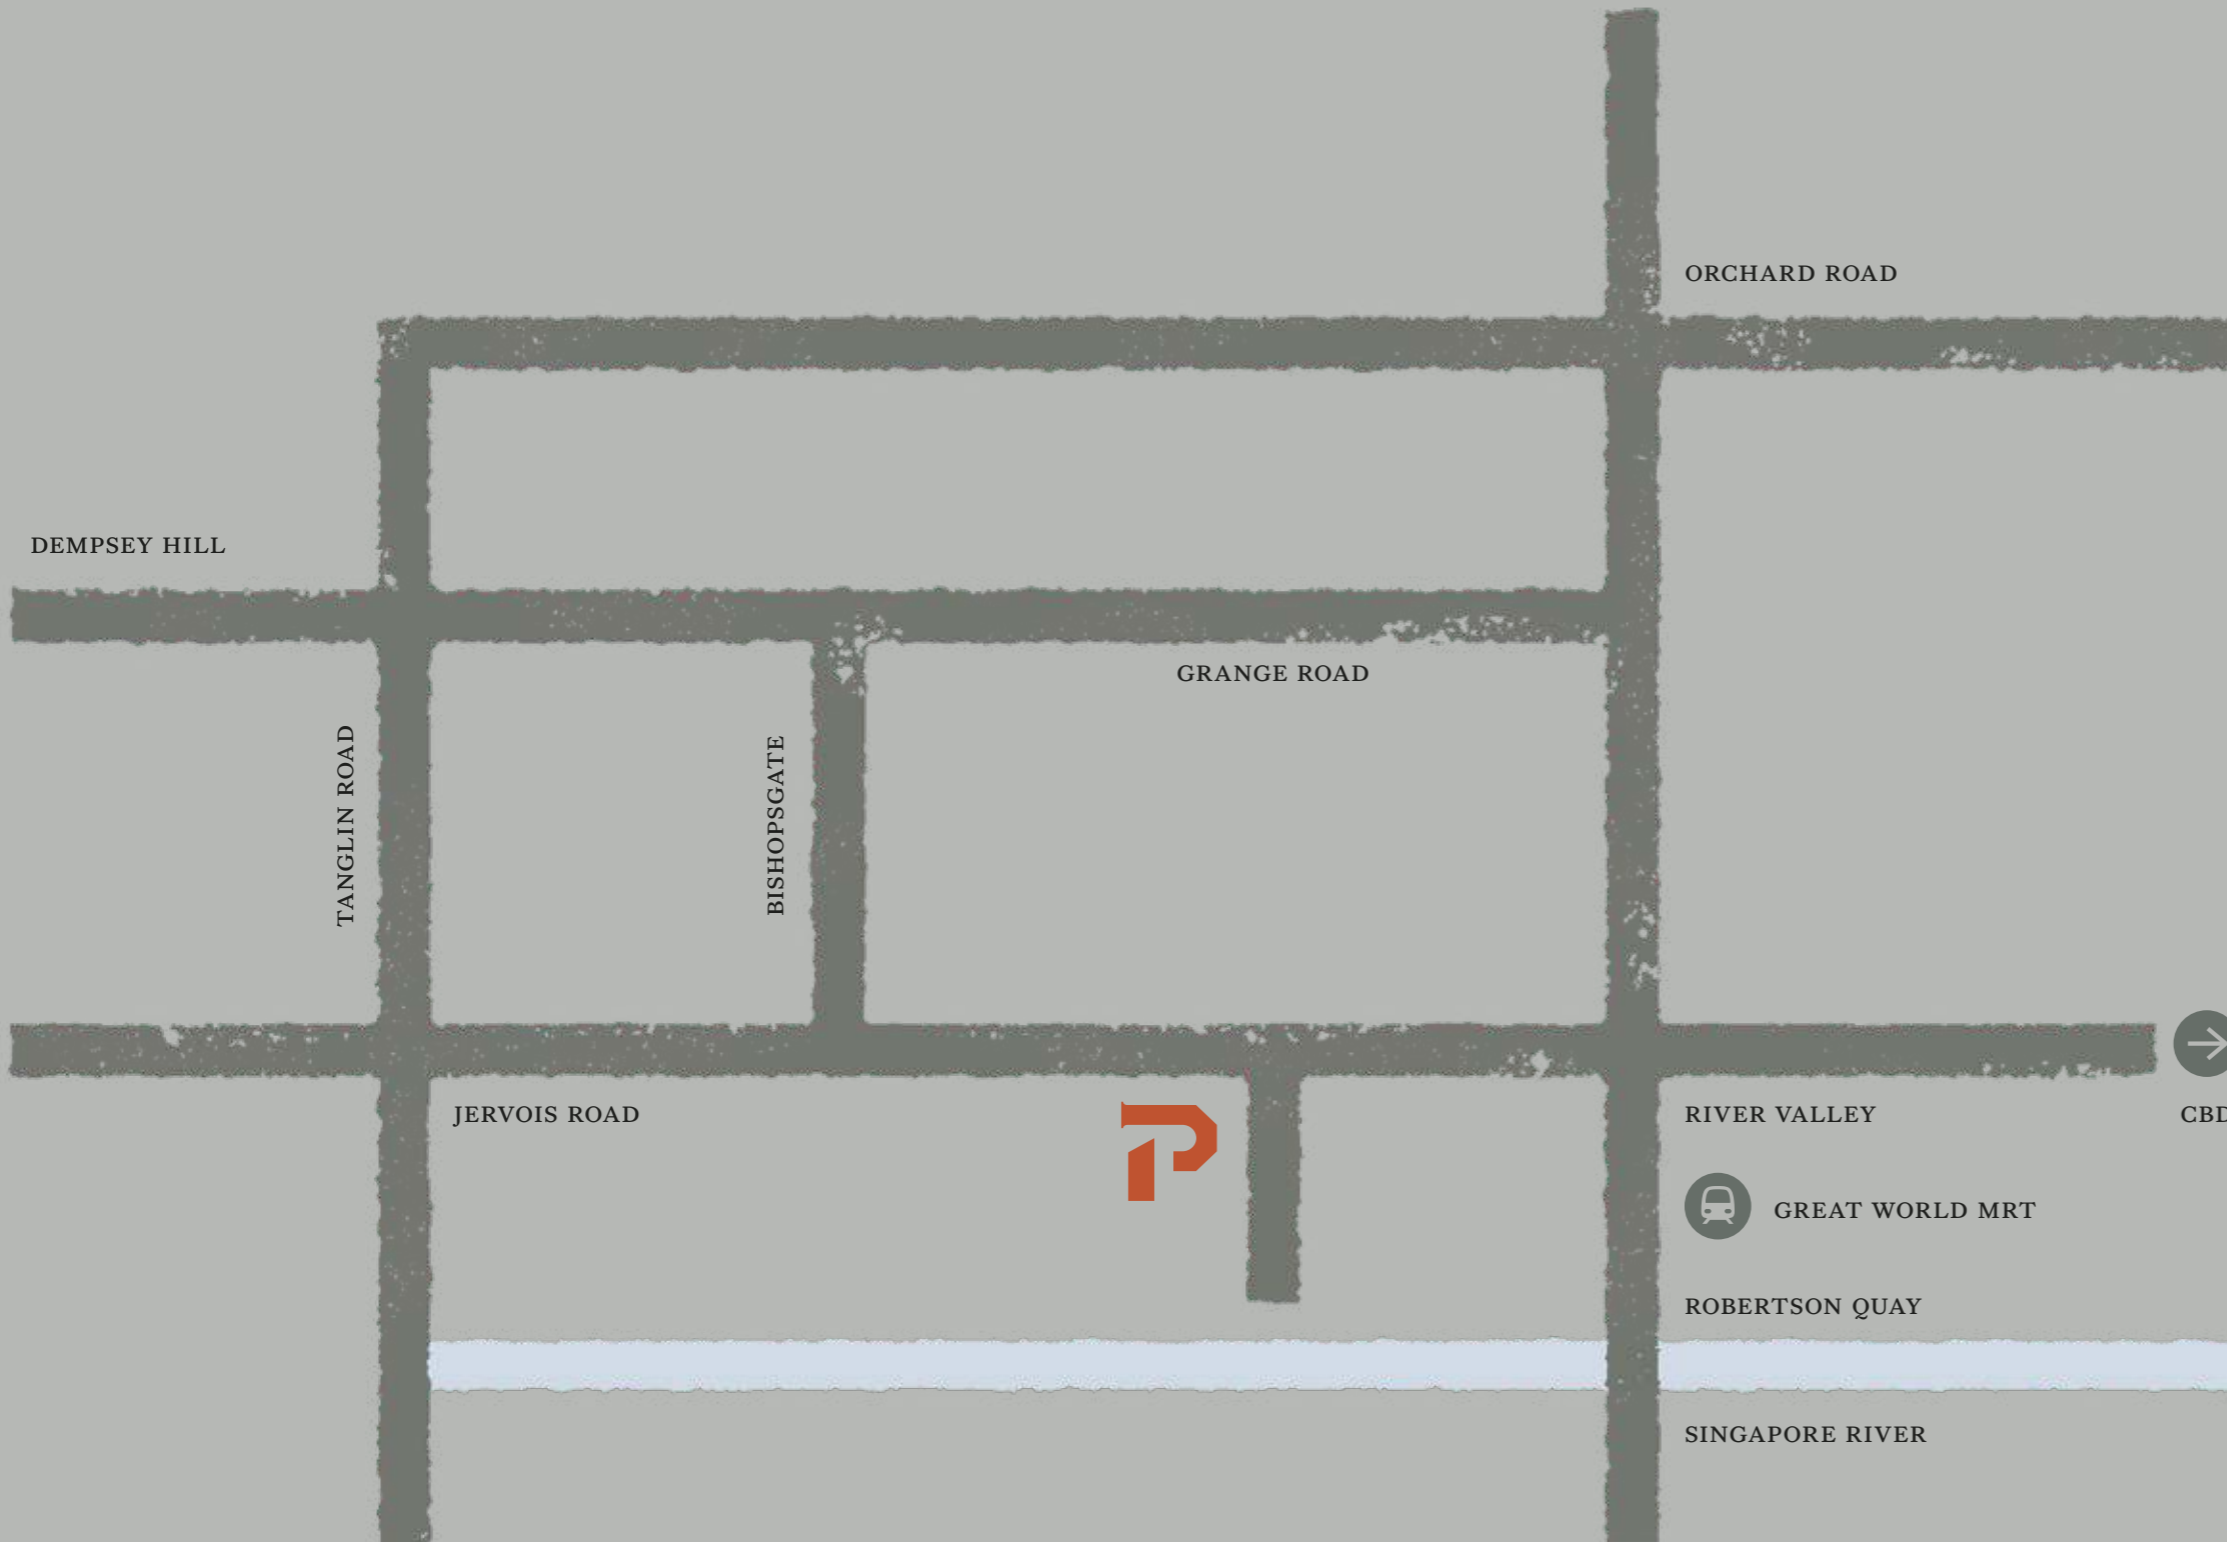 ORCHARD ROAD
DEMPSEY HILL
GRANGE ROAD
TANGLIN ROAD
BISHOPSGATE
JERVOIS ROAD
P
RIVER VALLEY
CBD
GREAT WORLD MRT
ROBERTSON QUAY
SINGAPORE RIVER